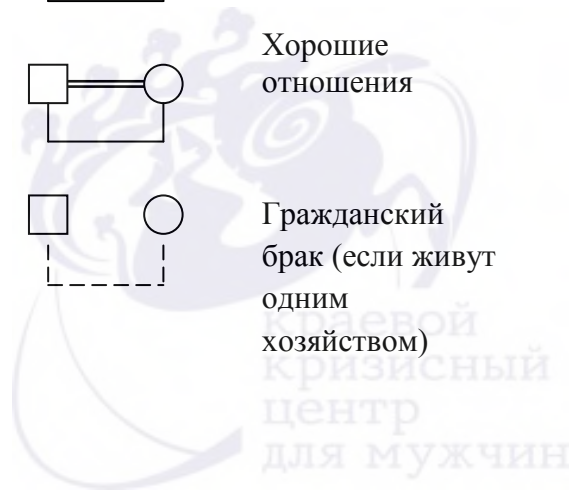 Хорошие
отношения
Гражданский
брак (если живут
одним
хозяйством)
краевой
кризисный
центр
для мужчин